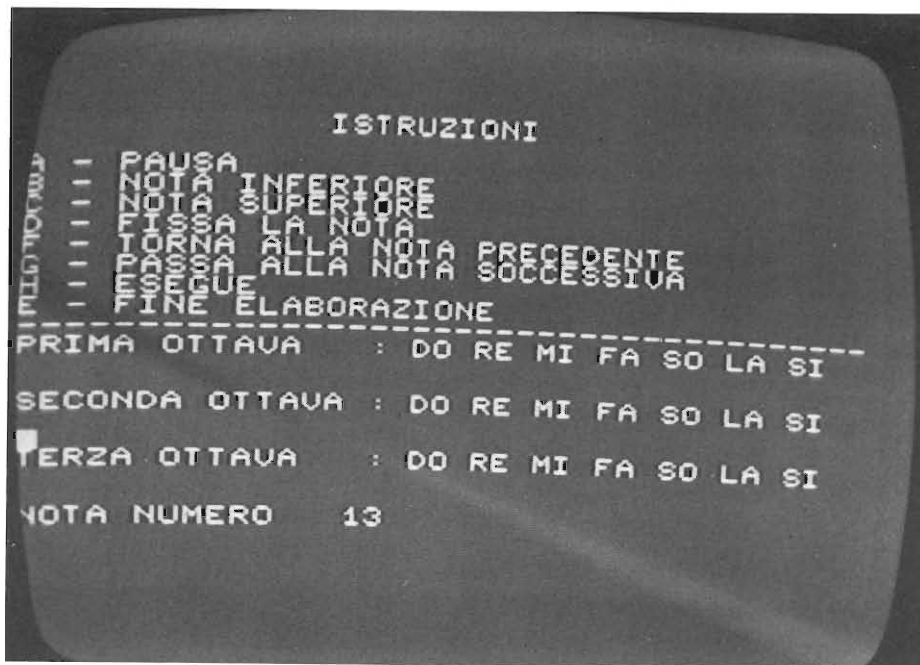 ISTRUZIONI
- PAUSA
- NOTA INFERIORE
- NOTA SUPERIORE
- FISSA LA NOTA
- TORNA ALLA NOTA PRECEDENTE
- PASSA ALLA NOTA SOCCESSIVA
- ESEGUE
- FINE ELABORAZIONE
PRIMA OTTAVA : DO RE MI FA SO LA SI
SECONDA OTTAVA : DO RE MI FA SO LA SI
TERZA OTTAVA : DO RE MI FA SO LA SI
NOTA NUMERO 13